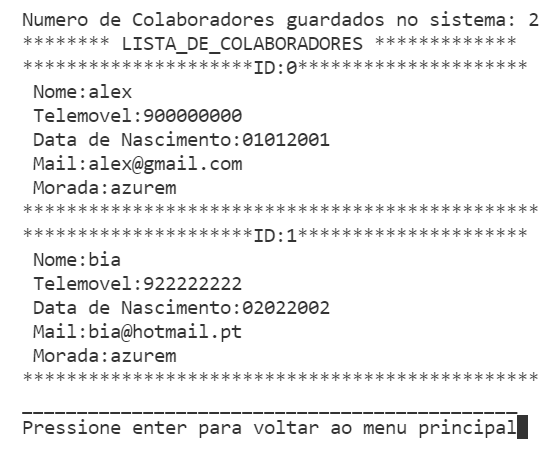 Numero de Colaboradores guardados no sistema: 2
******** LISTA_DE_COLABORADORES *************
*********************ID:0*********************
Nome:alex
Telemovel:900000000
Data de Nascimento:01012001
Mail:alex@gmail.com
Morada:azurem
***********************************************
*********************ID:1*********************
Nome:bia
Telemovel:922222222
Data de Nascimento:02022002
Mail:bia@hotmail.pt
Morada:azurem
***********************************************
_____________________________________________
Pressione enter para voltar ao menu principal